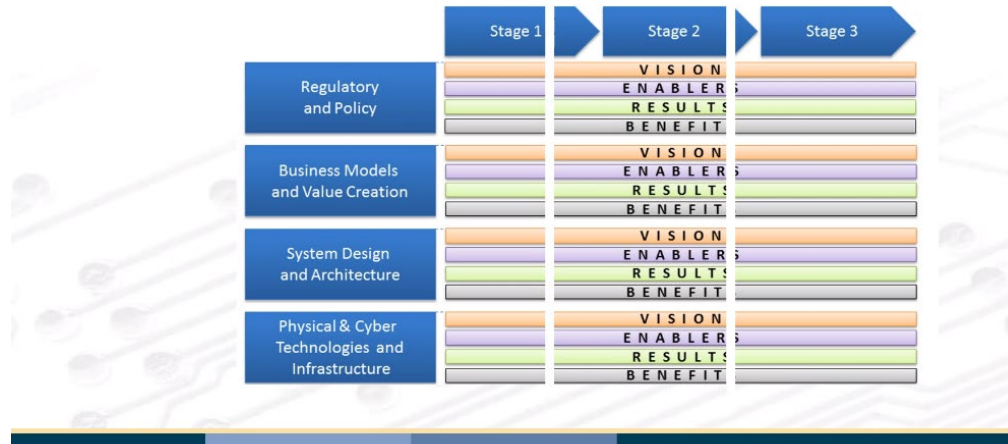 Stage 1
Stage 2
Stage 3
Regulatory
and Policy
VISION
ENABLERS
RESULTS
BENEFIT
Business Models
and Value Creation
VISION
ENABLERS
RESULTS
BENEFIT
System Design
and Architecture
VISION
ENABLERS
RESULTS
BENEFIT
Physical & Cyber
Technologies and
Infrastructure
VISION
ENABLERS
RESULTS
BENEFIT